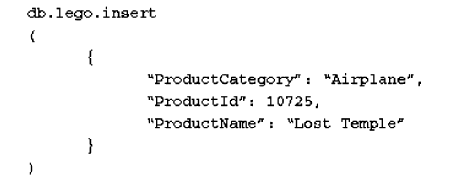 db.lego.insert
(
{
“ProductCategory”: “Airplane”,
“ProductId”: 10725,
“ProductName”: “Lost Temple”
}
)